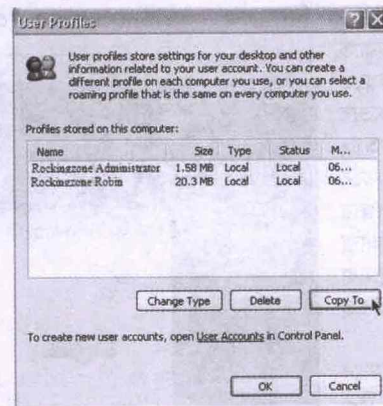 User Profiles
User profiles store settings for your desktop and other
information related to your user account. You can create a
different profile on each computer you use, or you can select a
roaming profile that is the same on every computer you use.
Profiles stored on this computer:
Name Size Type Status M...
Rockingzone Administrator 1.58 MB Local Local 06...
Rockingzone Robin 20.3 MB Local Local 06...
Change Type Delete Copy To
To create new user accounts, open User Accounts in Control Panel.
OK Cancel